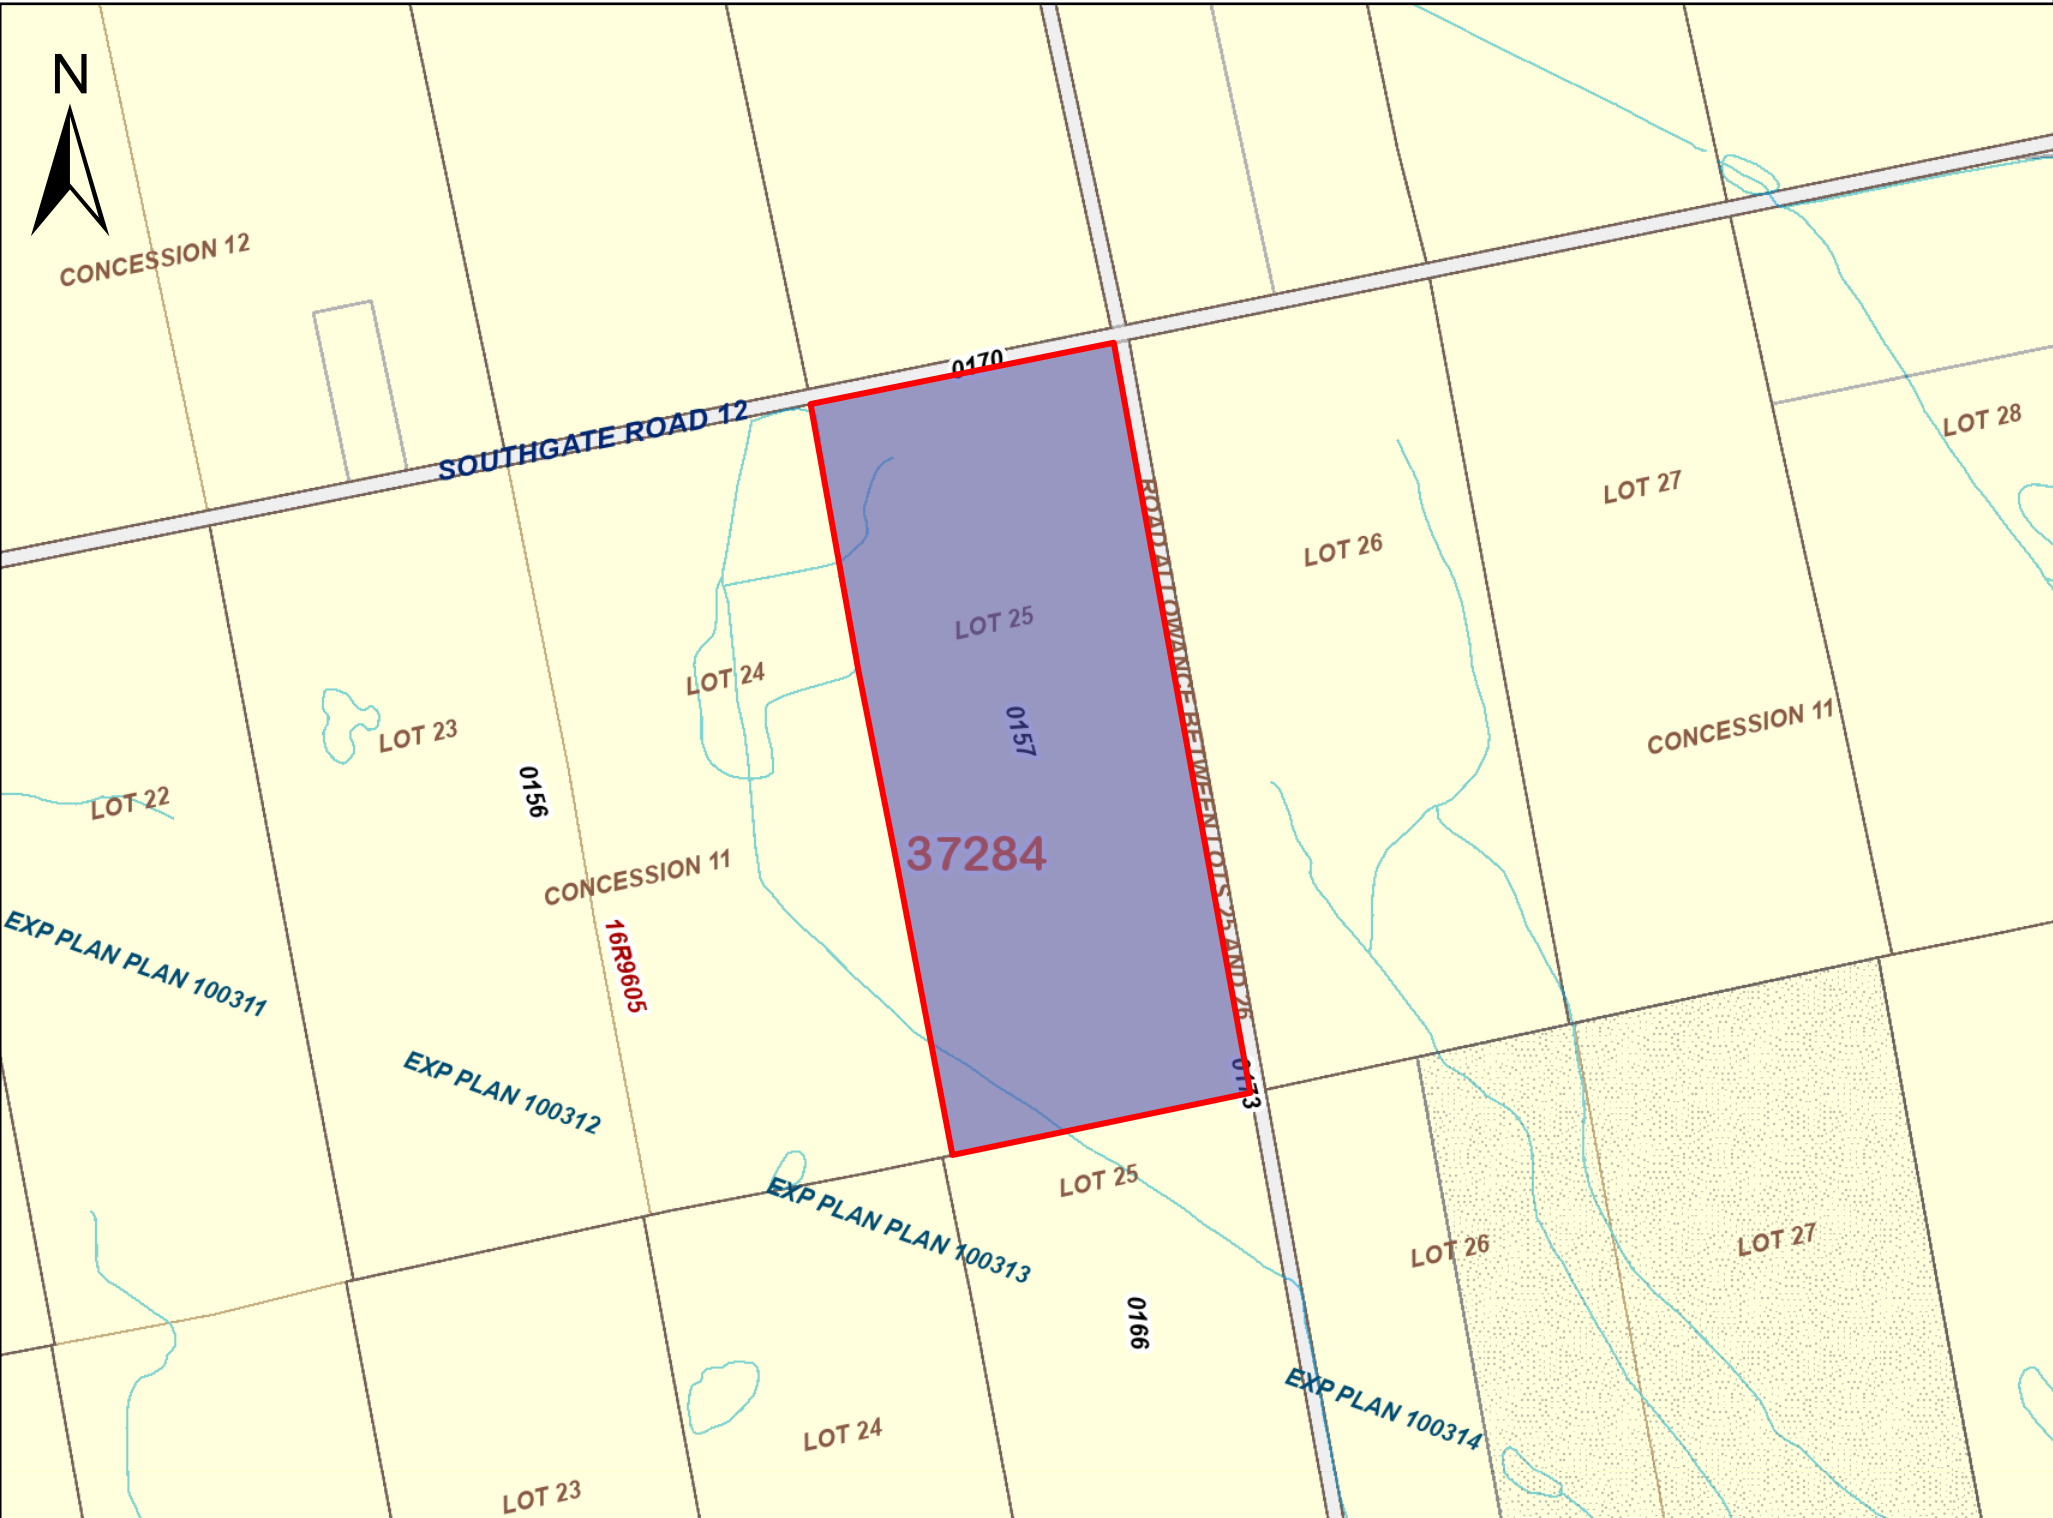 N
CONCESSION 12
0170
SOUTHGATE ROAD 12
LOT 28
LOT 27
ROAD ALLOWANCE BETWEEN LOTS 25 AND 26
LOT 26
LOT 25
LOT 24
0157
LOT 23
CONCESSION 11
0156
LOT 22
37284
CONCESSION 11
EXP PLAN PLAN 100311
16R9605
EXP PLAN 100312
0173
LOT 25
EXP PLAN PLAN 100313
LOT 26
LOT 27
0166
EXP PLAN 100314
LOT 24
LOT 23